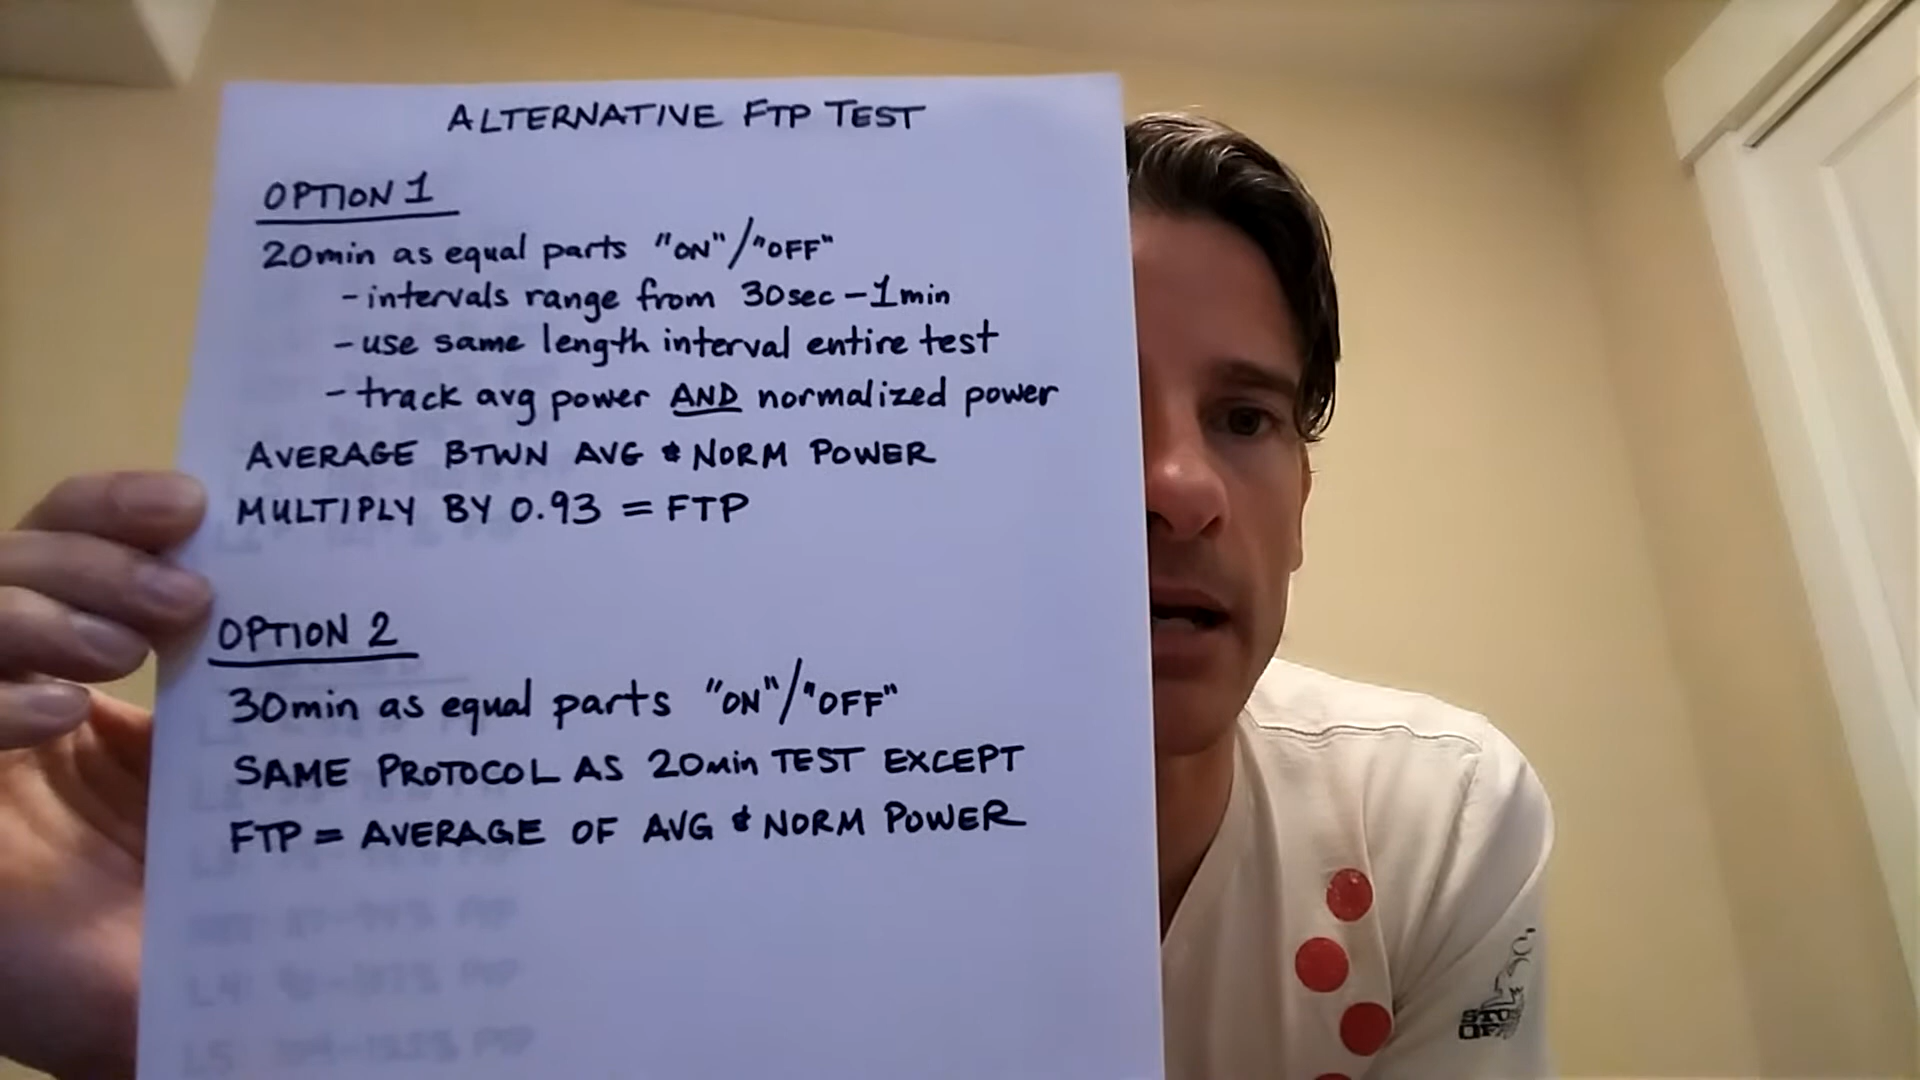 ALTERNATIVE FTP TEST
OPTION 1
20min as equal parts "ON"/"OFF"
- intervals range from 30sec - 1min
- use same length interval entire test
- track avg power AND normalized power
AVERAGE BTWN AVG & NORM POWER
MULTIPLY BY 0.93 = FTP
OPTION 2
30min as equal parts "ON"/"OFF"
SAME PROTOCOL AS 20min TEST EXCEPT
FTP = AVERAGE OF AVG & NORM POWER